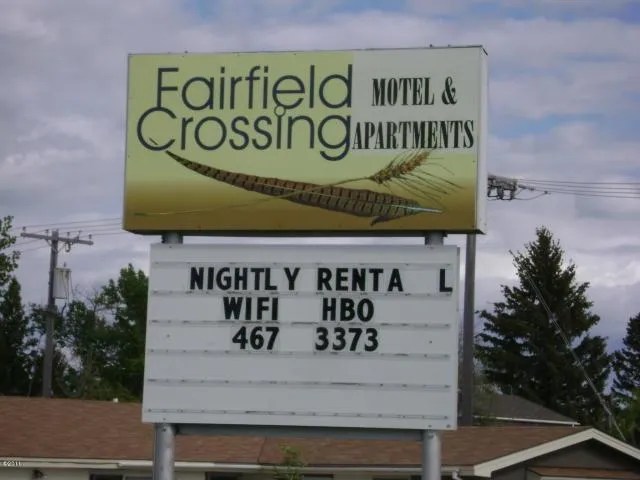 Fairfield MOTEL &
Crossing APARTMENTS
NIGHTLY RENTA L
WIFI HBO
467 3373